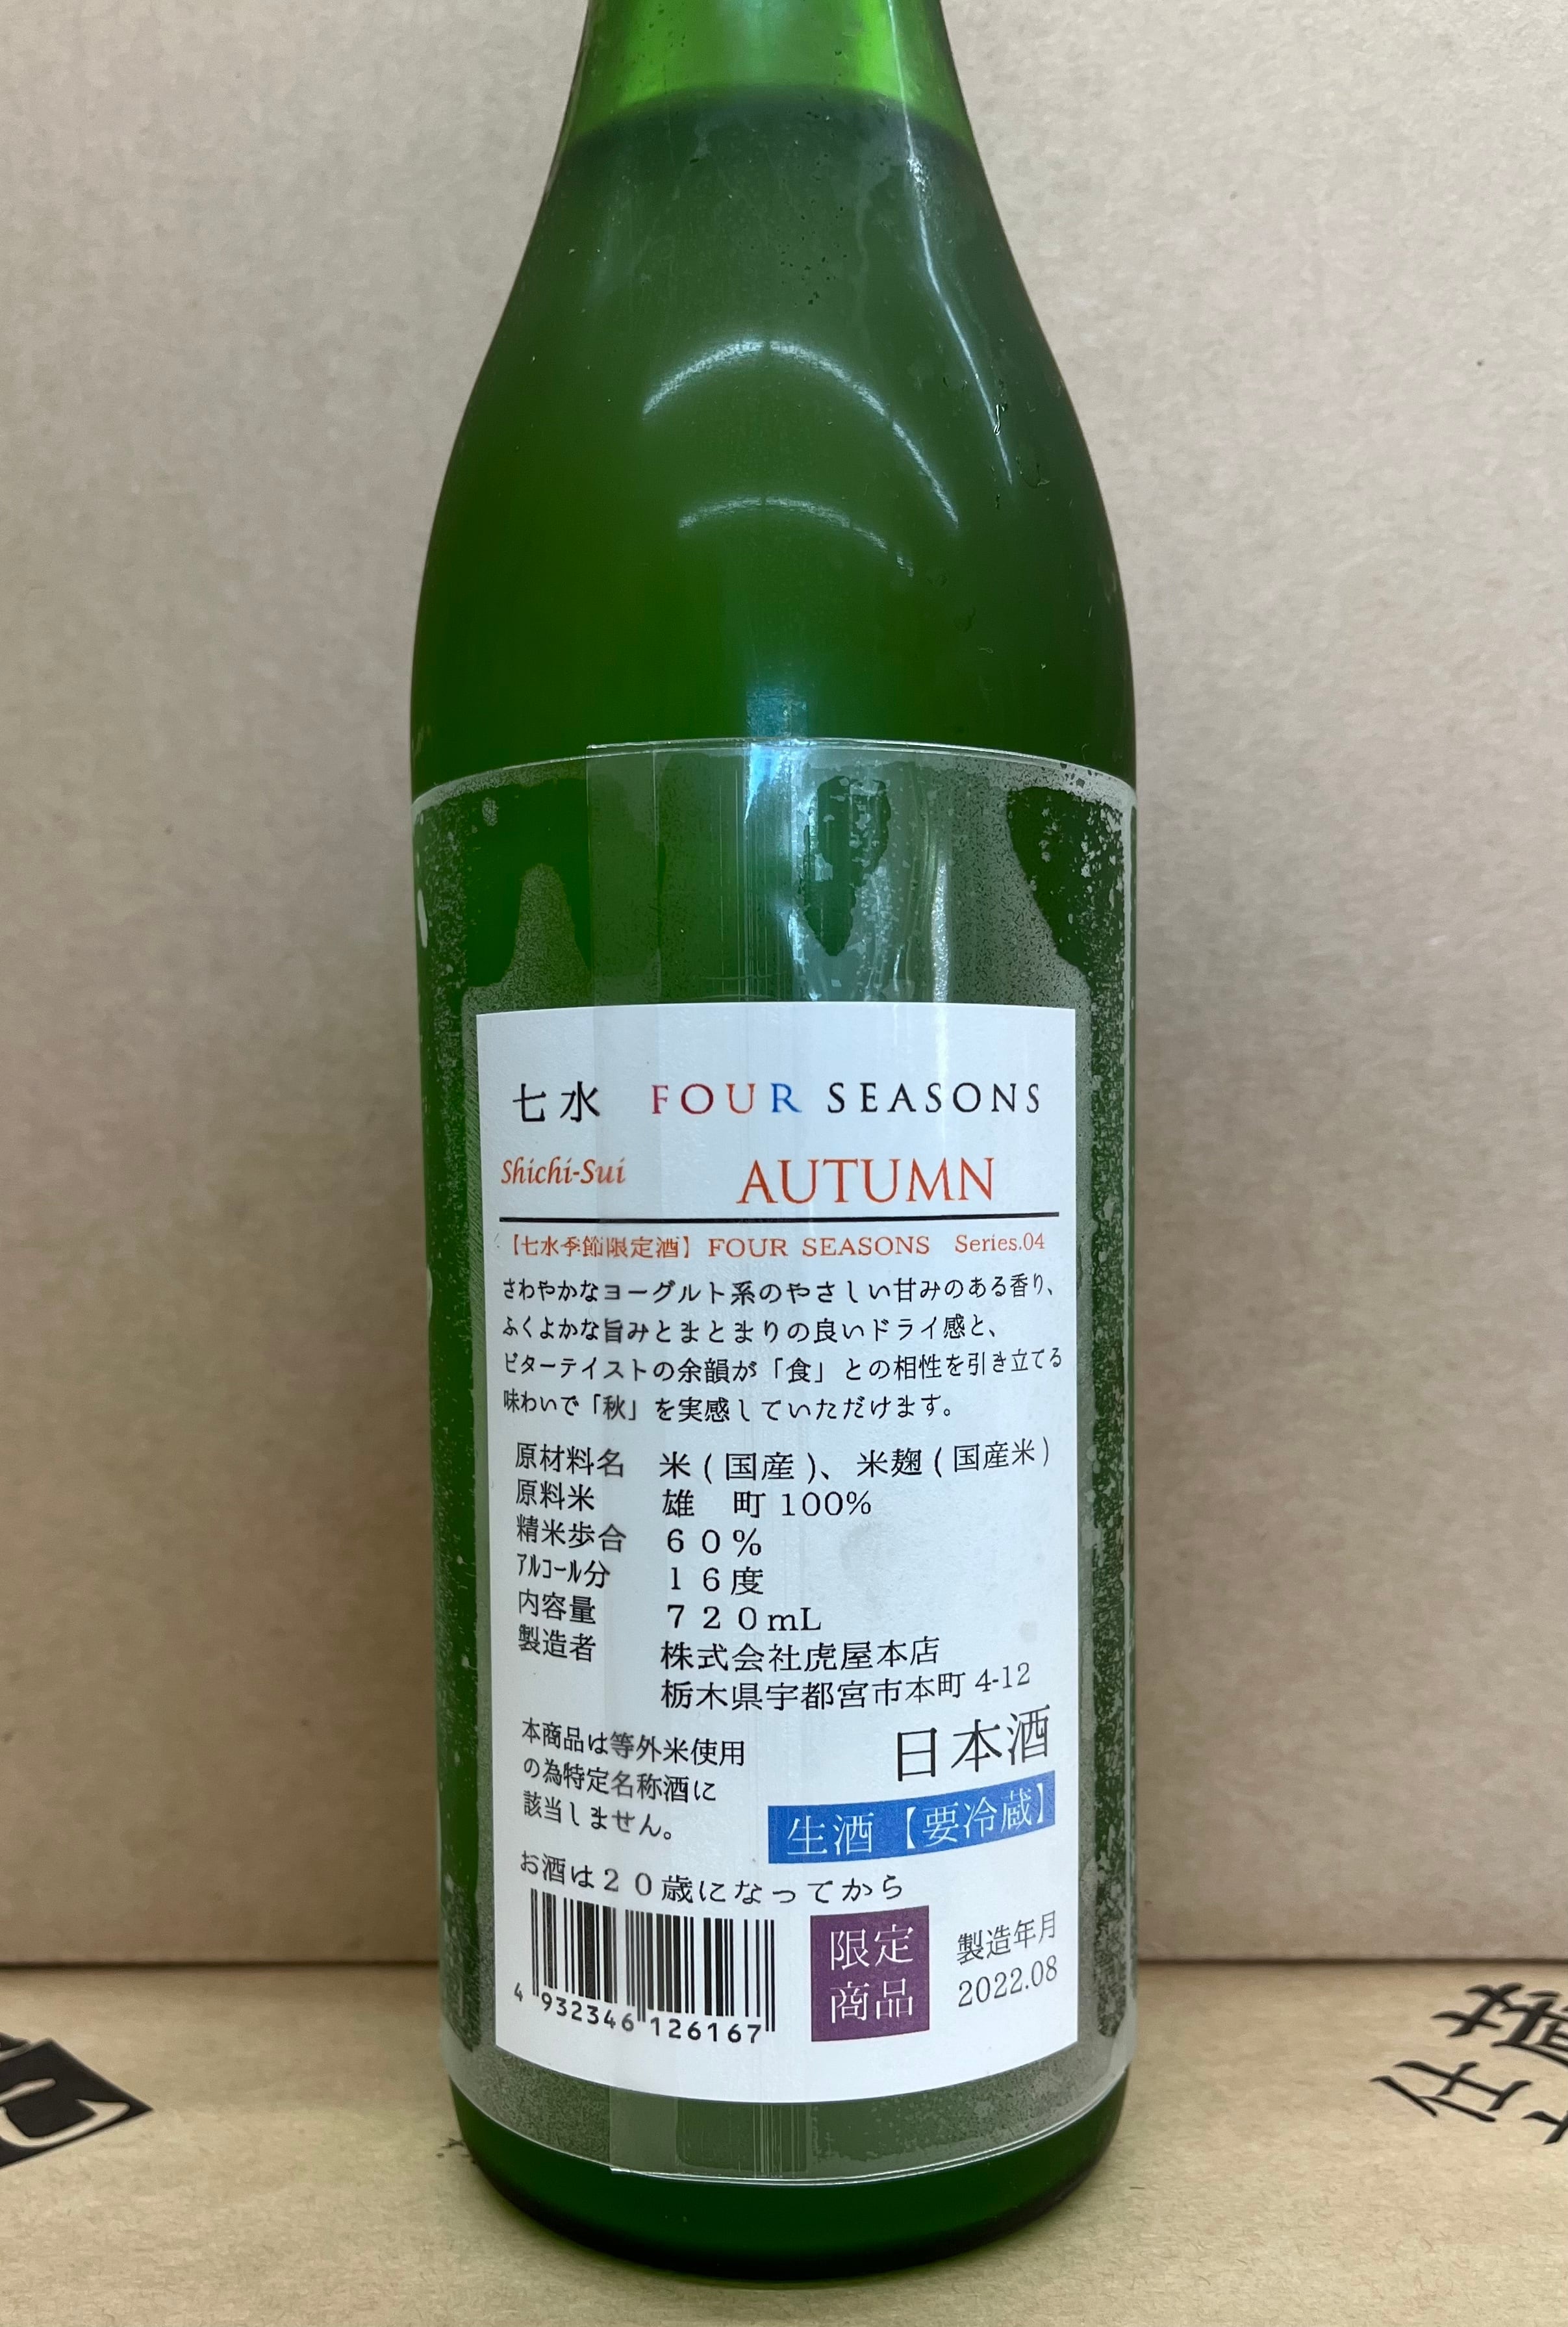 七水 FOUR SEASONS
Shichi-Sui AUTUMN
【七水季節限定酒】 FOUR SEASONS Series.04
さわやかなヨーグルト系のやさしい甘みのある香り、
ふくよかな旨みとまとまりの良いドライ感と、
ビターテイストの余韻が「食」との相性を引き立てる
味わいで「秋」を実感していただけます。
原材料名 米(国産)、米麹(国産米)
原料米 雄 町 100%
精米歩合 60%
アルコール分 16度
内容量 720mL
製造者 株式会社虎屋本店
栃木県宇都宮市本町 4-12
本商品は等外米使用
の為特定名称酒に
該当しません。
日本酒
生酒【要冷蔵】
お酒は20歳になってから
4 932346 126167
限定
商品
製造年月
2022.08